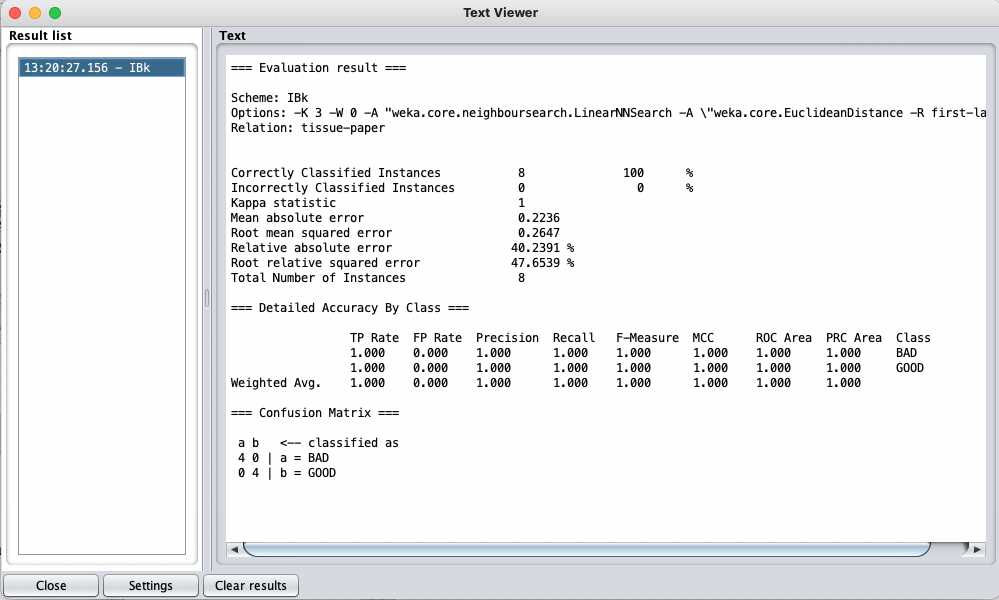 Text Viewer
Result list
13:20:27.156 - IBk
Text
=== Evaluation result ===
Scheme: IBk
Options: -K 3 -W 0 -A "weka.core.neighboursearch.LinearNNSearch -A \"weka.core.EuclideanDistance -R first-la
Relation: tissue-paper
Correctly Classified Instances 8 100 %
Incorrectly Classified Instances 0 0 %
Kappa statistic 1
Mean absolute error 0.2236
Root mean squared error 0.2647
Relative absolute error 40.2391 %
Root relative squared error 47.6539 %
Total Number of Instances 8
=== Detailed Accuracy By Class ===
TP Rate FP Rate Precision Recall F-Measure MCC ROC Area PRC Area Class
1.000 0.000 1.000 1.000 1.000 1.000 1.000 1.000 BAD
1.000 0.000 1.000 1.000 1.000 1.000 1.000 1.000 GOOD
Weighted Avg. 1.000 0.000 1.000 1.000 1.000 1.000 1.000 1.000
=== Confusion Matrix ===
a b <-- classified as
4 0 | a = BAD
0 4 | b = GOOD
Close Settings Clear results